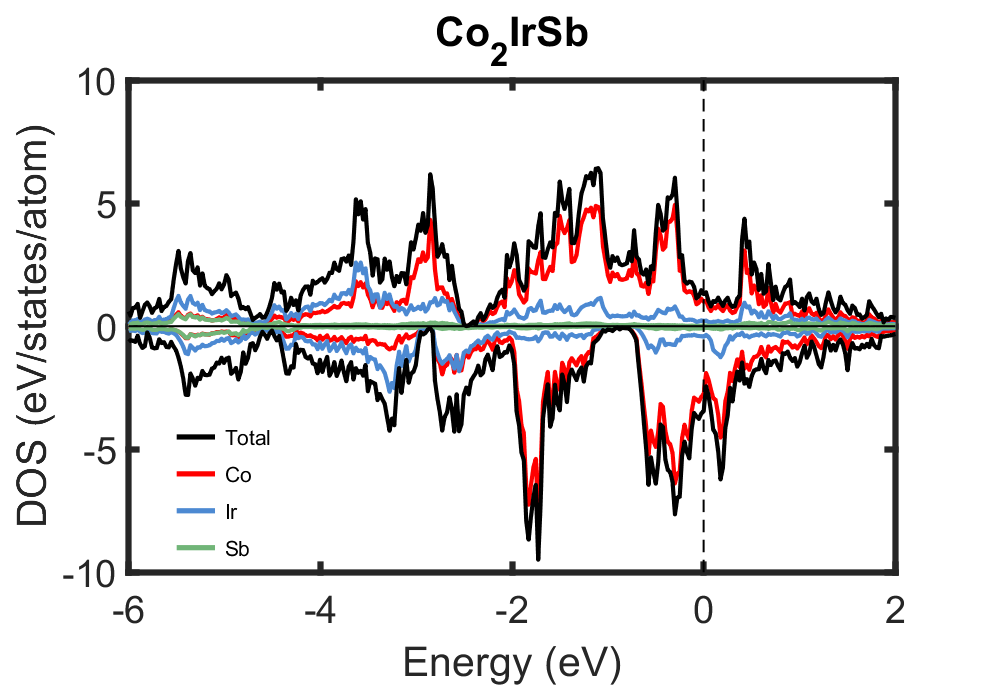 Co₂IrSb
10
5
0
-5
-10
DOS (eV/states/atom)
Total
Co
Ir
Sb
-6 -4 -2 0 2
Energy (eV)